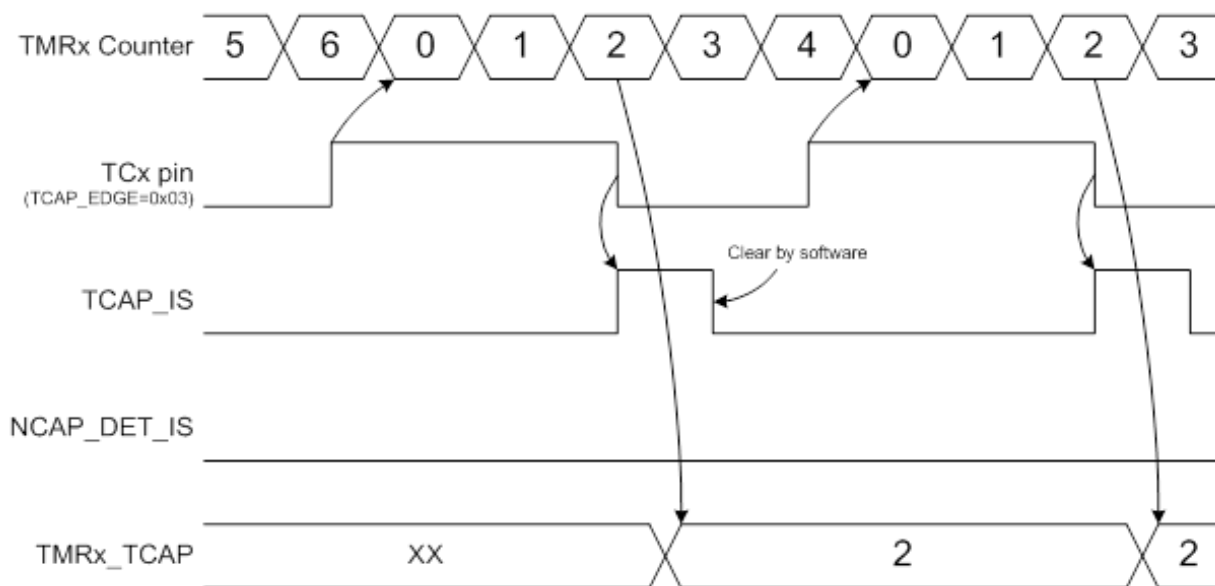 TMRx Counter 5 6 0 1 2 3 4 0 1 2 3
TCx pin
(TCAP_EDGE=0x03)
Clear by software
TCAP_IS
NCAP_DET_IS
TMRx_TCAP XX 2 2